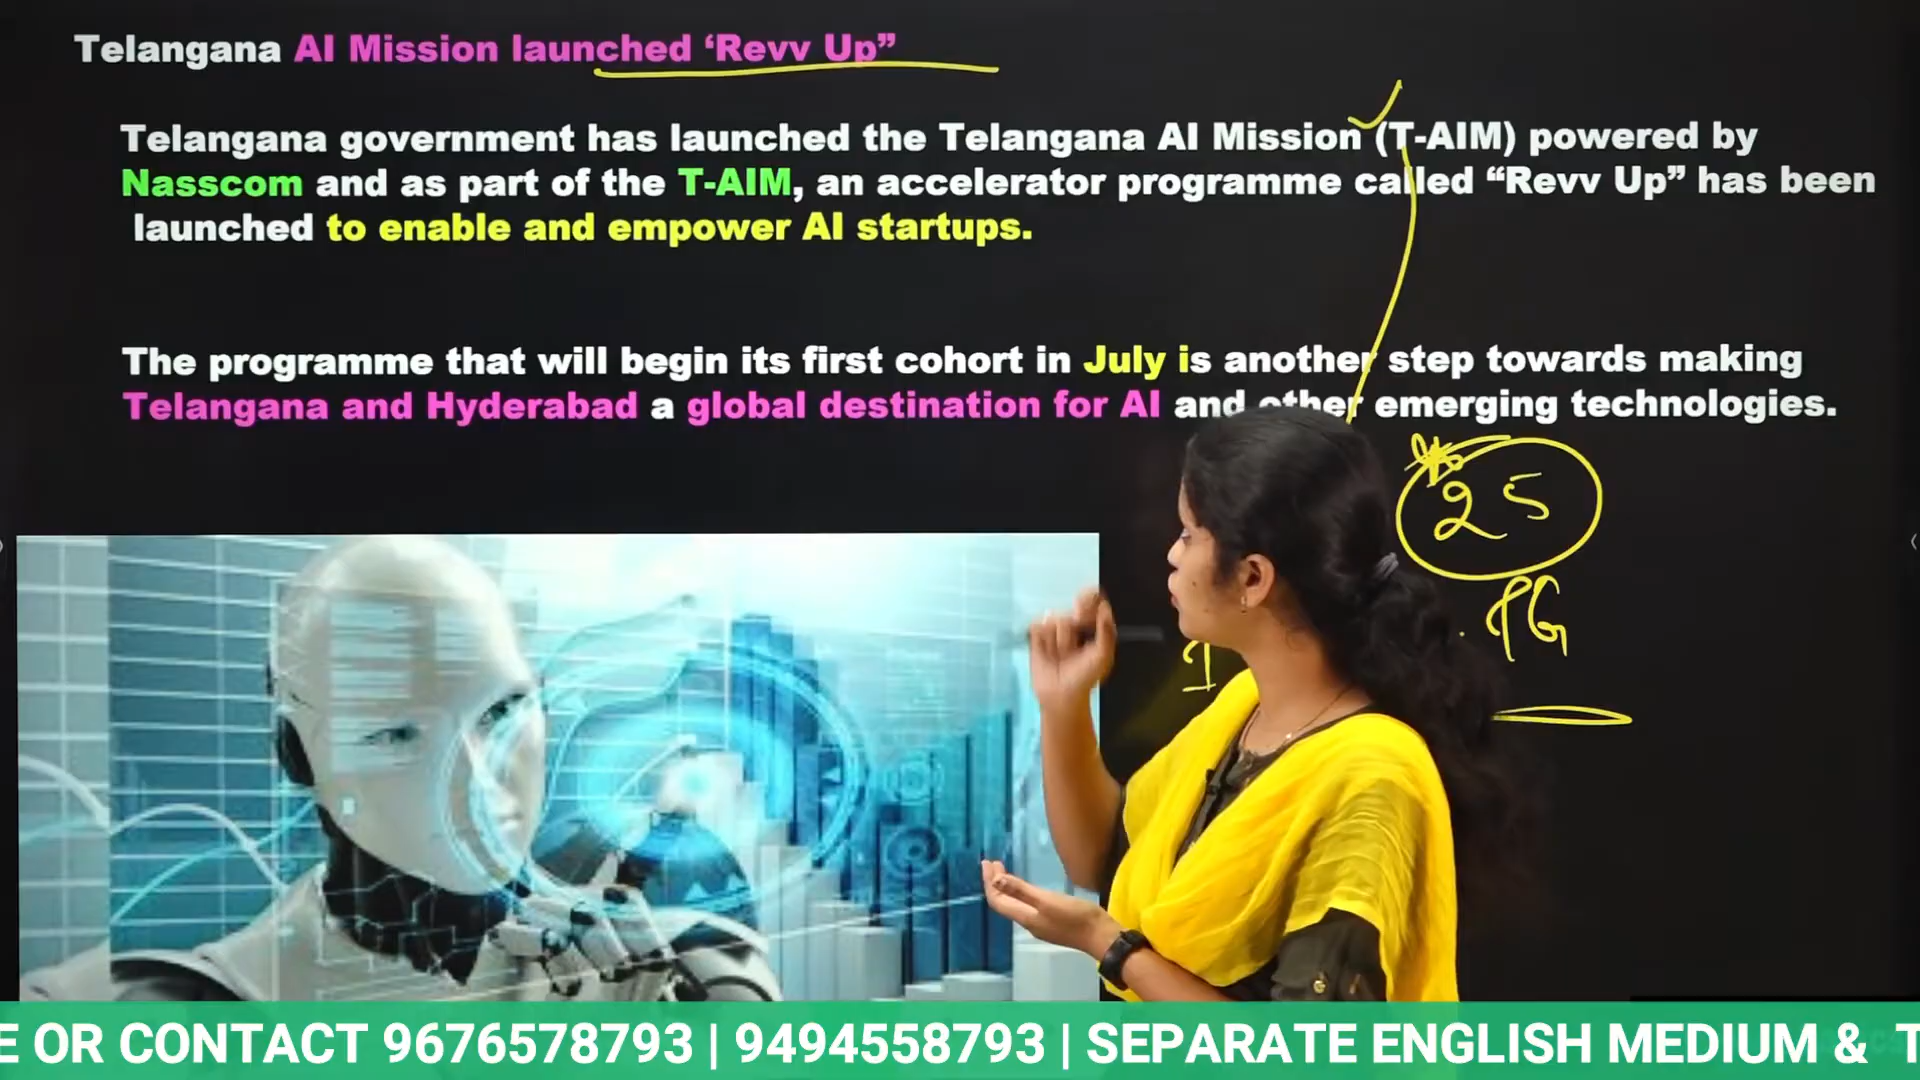 Telangana AI Mission launched ‘Revv Up”
Telangana government has launched the Telangana AI Mission (T-AIM) powered by
Nasscom and as part of the T-AIM, an accelerator programme called “Revv Up” has been
launched to enable and empower AI startups.
The programme that will begin its first cohort in July is another step towards making
Telangana and Hyderabad a global destination for AI and other emerging technologies.
25
PG
1
E OR CONTACT 9676578793 | 9494558793 | SEPARATE ENGLISH MEDIUM & T